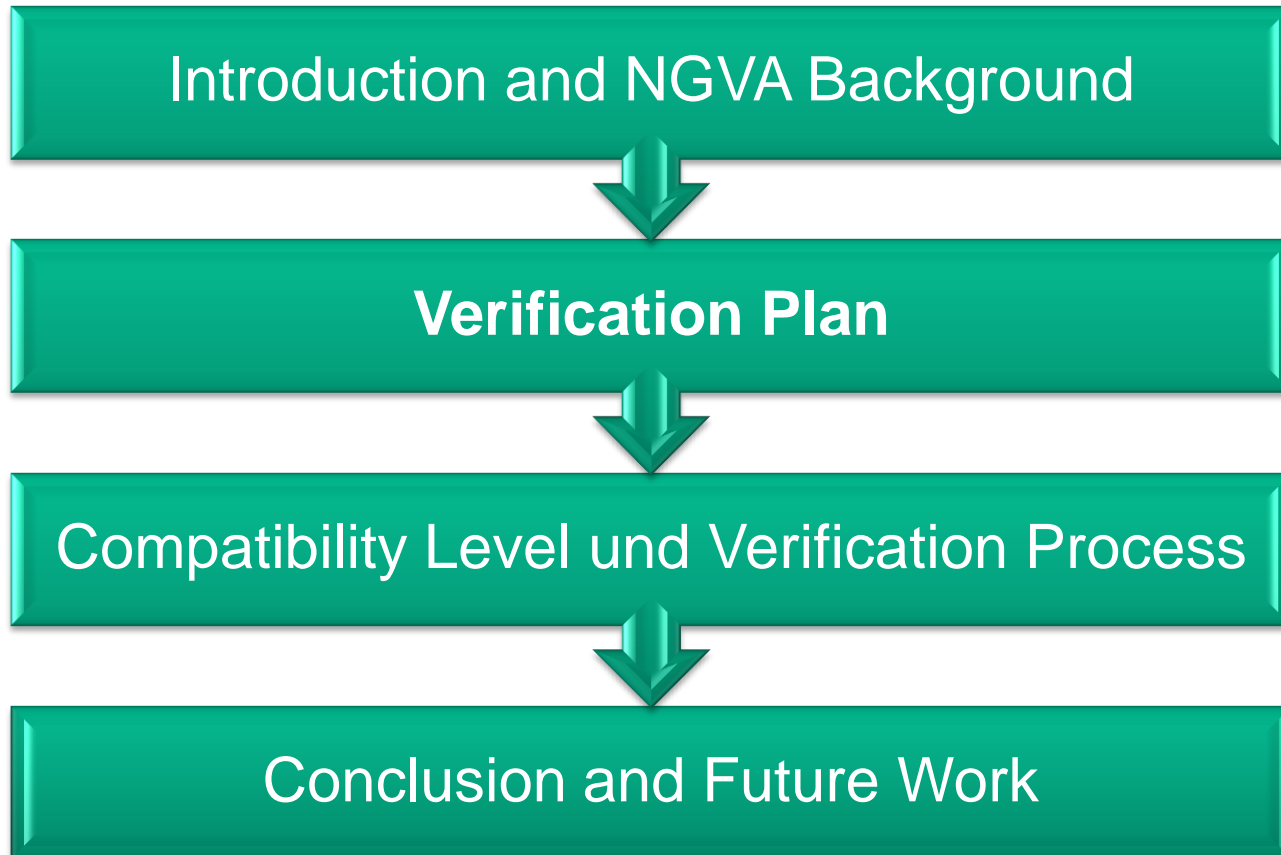 Introduction and NGVA Background
Verification Plan
Compatibility Level und Verification Process
Conclusion and Future Work